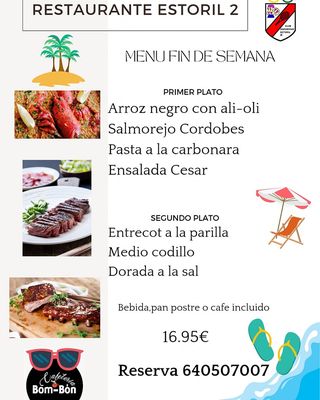 RESTAURANTE ESTORIL 2
MENU FIN DE SEMANA
PRIMER PLATO
Arroz negro con ali-oli
Salmorejo Cordobes
Pasta a la carbonara
Ensalada Cesar
SEGUNDO PLATO
Entrecot a la parilla
Medio codillo
Dorada a la sal
Bebida,pan postre o cafe incluido
16.95€
Reserva 640507007
Cafeteria
Bom-Bon